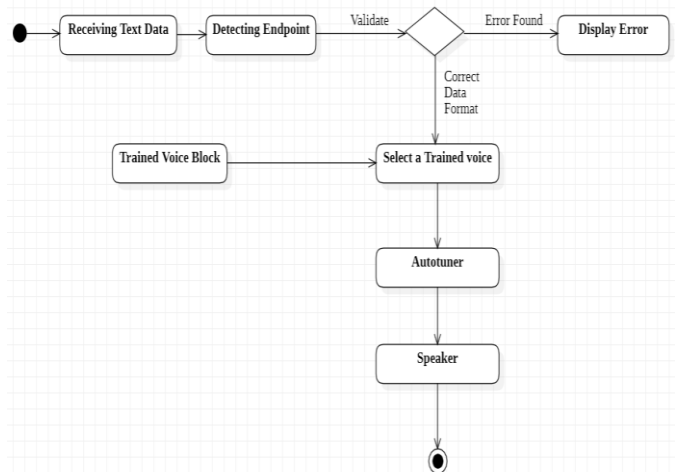 Receiving Text Data
Detecting Endpoint
Validate
Error Found
Display Error
Correct
Data
Format
Trained Voice Block
Select a Trained voice
Autotuner
Speaker